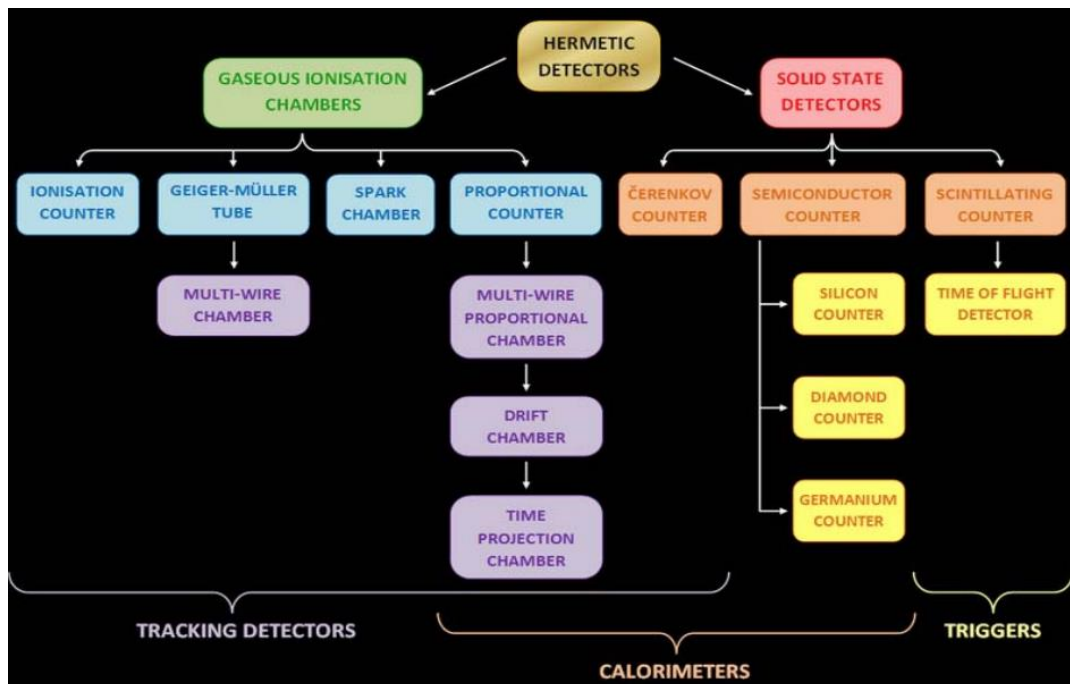 HERMETIC
DETECTORS
GASEOUS IONISATION
CHAMBERS
SOLID STATE
DETECTORS
IONISATION
COUNTER
GEIGER-MÜLLER
TUBE
SPARK
CHAMBER
PROPORTIONAL
COUNTER
ČERENKOV
COUNTER
SEMICONDUCTOR
COUNTER
SCINTILLATING
COUNTER
MULTI-WIRE
CHAMBER
MULTI-WIRE
PROPORTIONAL
CHAMBER
SILICON
COUNTER
TIME OF FLIGHT
DETECTOR
DRIFT
CHAMBER
DIAMOND
COUNTER
TIME
PROJECTION
CHAMBER
GERMANIUM
COUNTER
TRACKING DETECTORS
CALORIMETERS
TRIGGERS